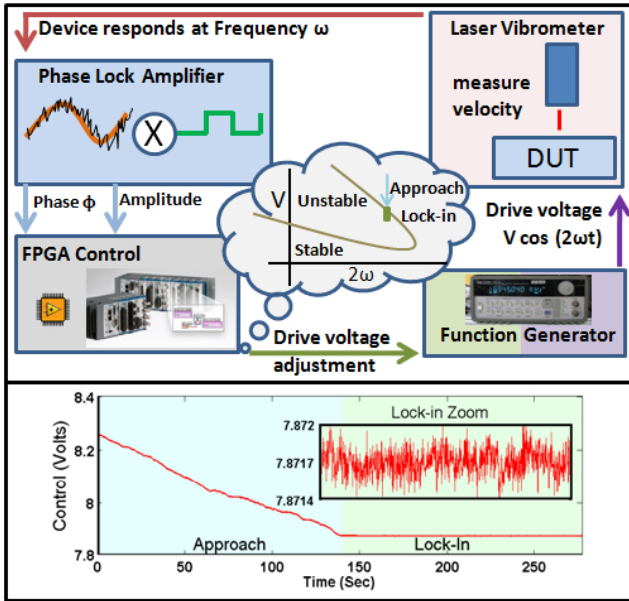 Device responds at Frequency ω
Laser Vibrometer
Phase Lock Amplifier
measure
velocity
X
DUT
V
Unstable
Approach
Lock-in
Stable
2ω
Phase ϕ
Amplitude
Drive voltage
V cos (2ωt)
FPGA Control
Drive voltage
adjustment
Function Generator
8.4
8.2
8
7.8
Control (Volts)
Lock-in Zoom
7.872
7.8717
7.8714
Approach
Lock-In
0
50
100
150
200
250
Time (Sec)